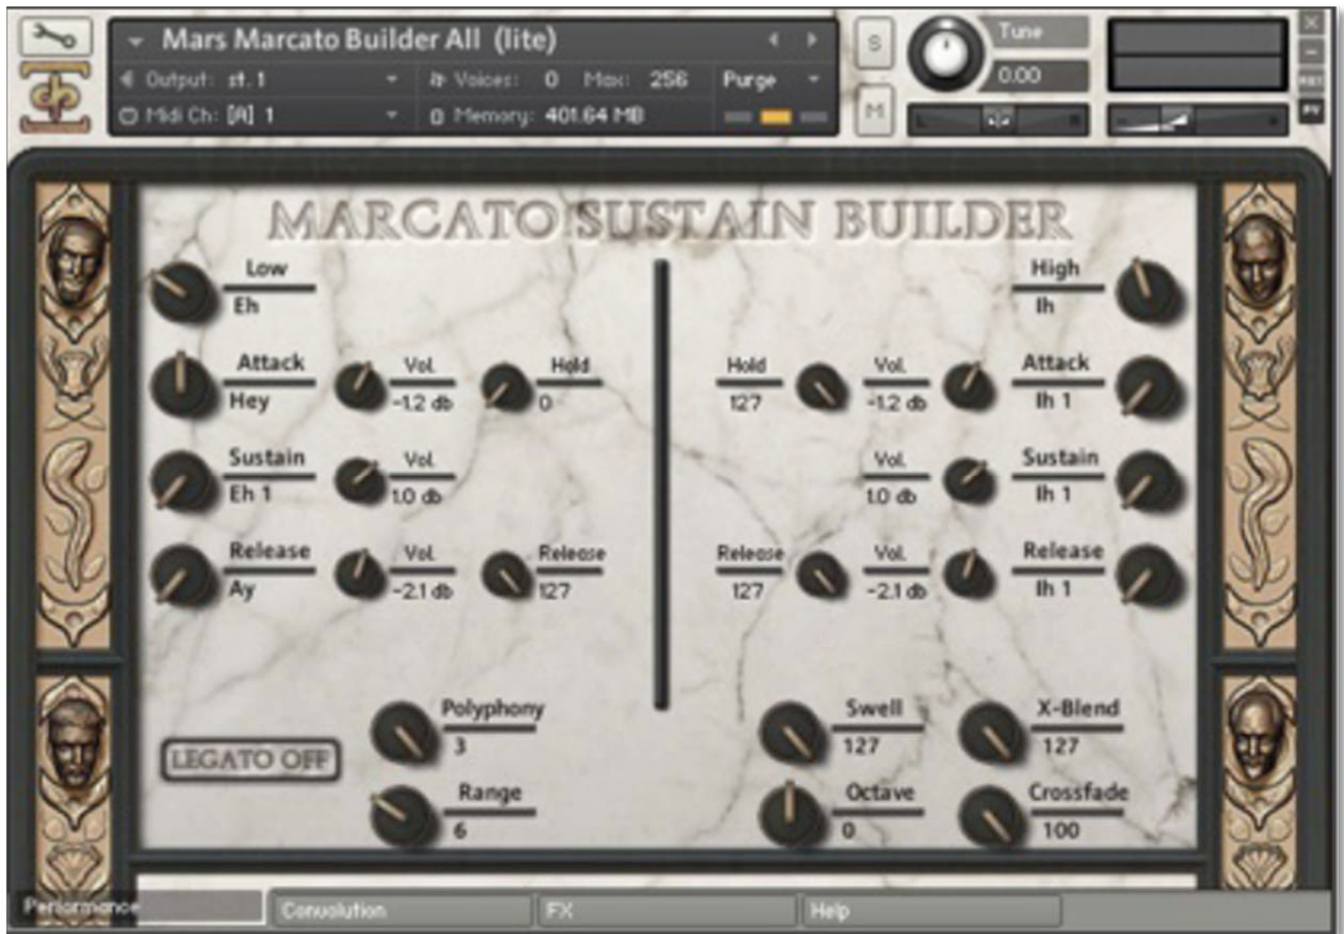 Mars Marcato Builder All (lite)
S
Tune
Output: st. 1
Voices: 0 Max: 256
Purge
0.00
Midi Ch: [A] 1
Memory: 401.64 MB
M
L
R
MARCATO SUSTAIN BUILDER
Low
Eh
High
Ih
Attack
Hey
Vol.
-1.2 db
Hold
0
Hold
127
Vol.
-1.2 db
Attack
Ih 1
Sustain
Eh 1
Vol.
1.0 db
Vol.
1.0 db
Sustain
Ih 1
Release
Ay
Vol.
-2.1 db
Release
127
Release
127
Vol.
-2.1 db
Release
Ih 1
LEGATO OFF
Polyphony
3
Swell
127
X-Blend
127
Range
6
Octave
0
Crossfade
100
Performance
Convolution
FX
Help